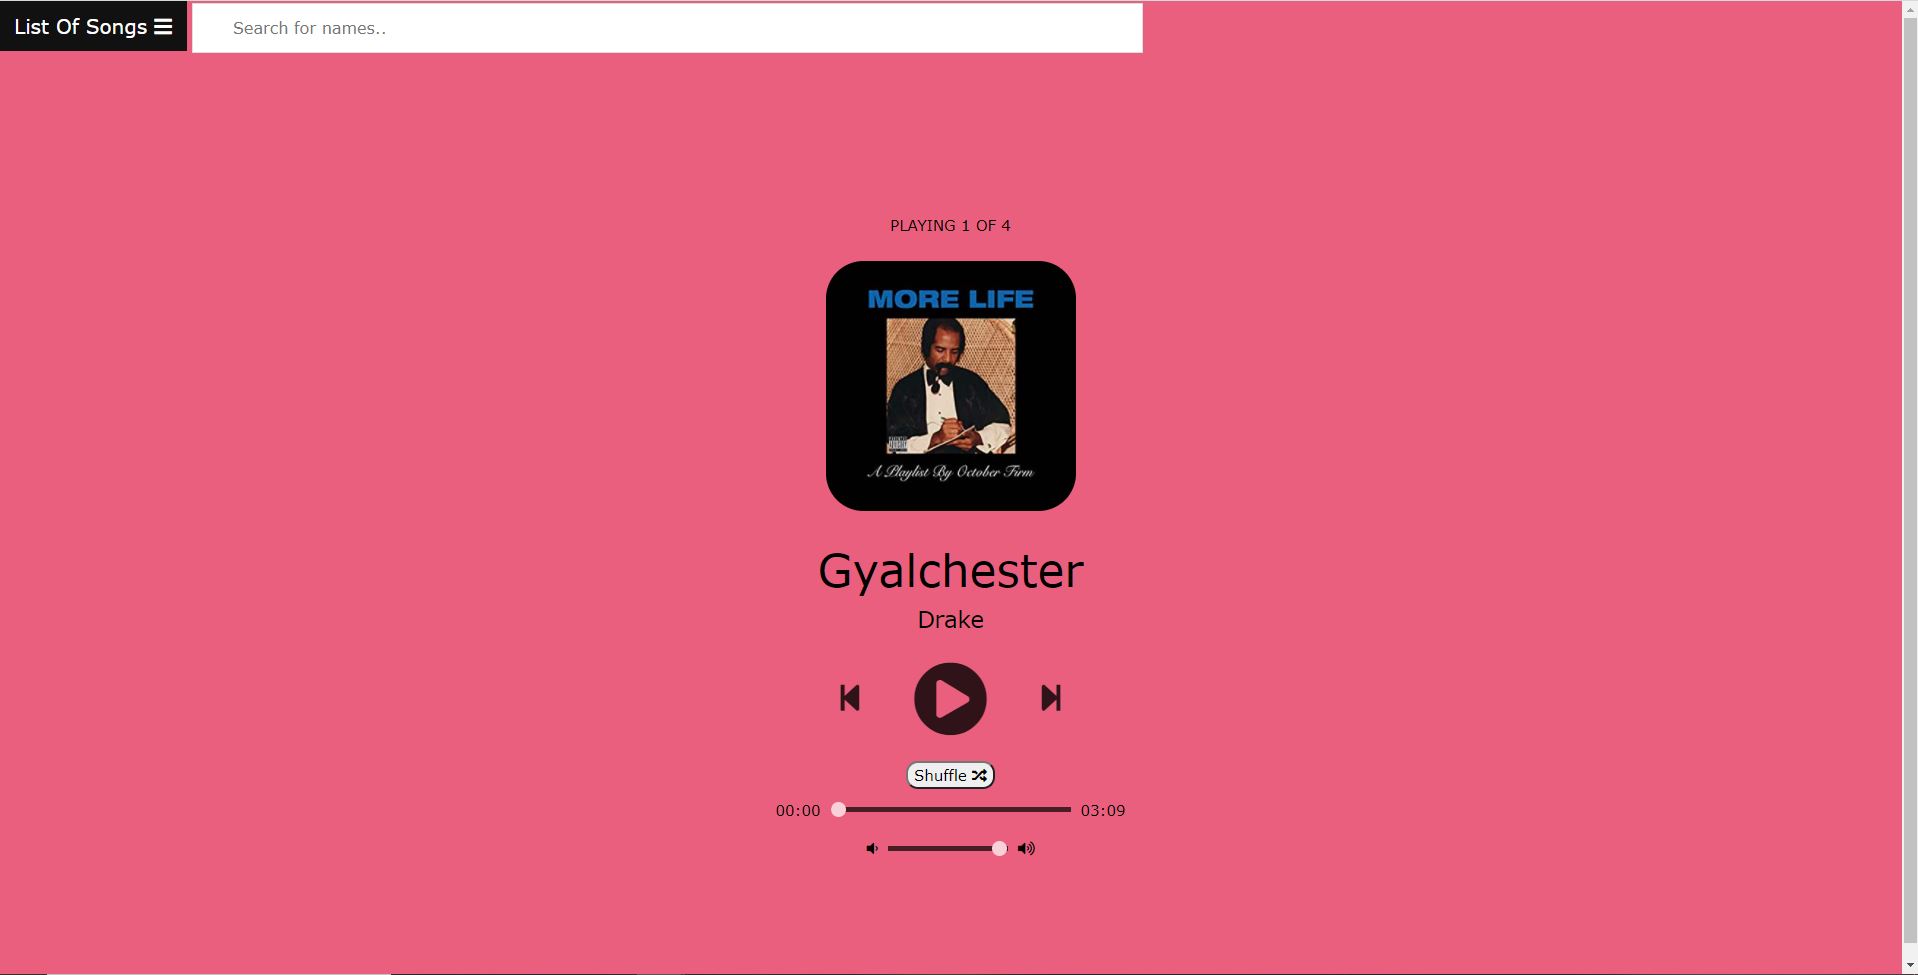 List Of Songs
Search for names..
PLAYING 1 OF 4
MORE LIFE
A Playlist By October Firm
Gyalchester
Drake
Shuffle
00:00 03:09